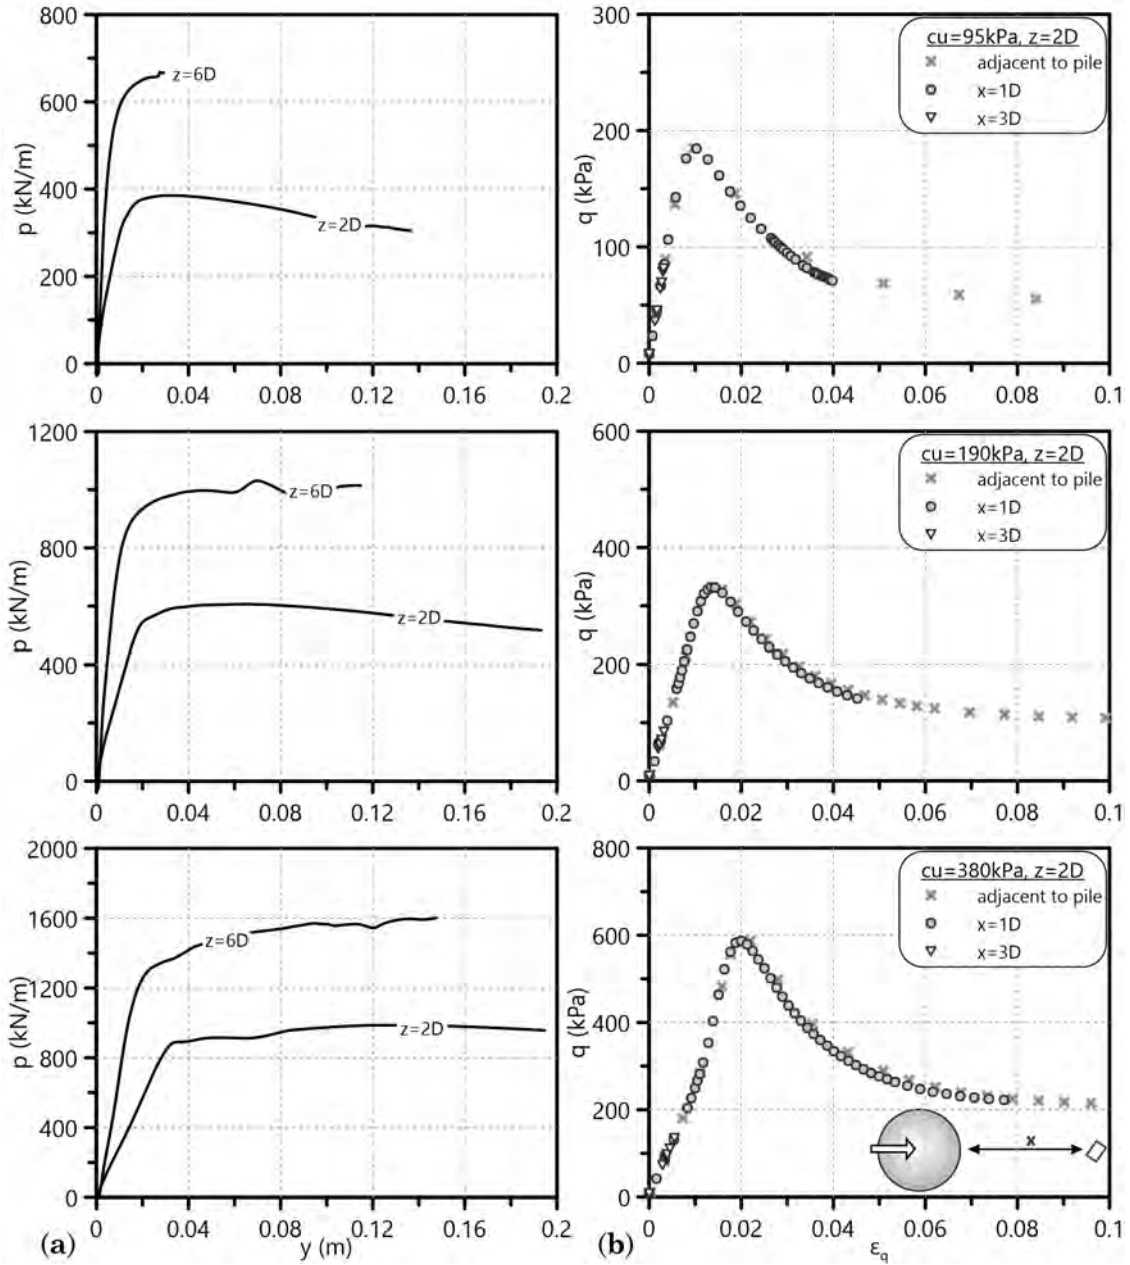 800
600
400
200
0
p (kN/m)
z=6D
z=2D
0 0.04 0.08 0.12 0.16 0.2
300
200
100
0
q (kPa)
cu=95kPa, z=2D
adjacent to pile
x=1D
x=3D
0 0.02 0.04 0.06 0.08 0.1
1200
800
400
0
p (kN/m)
z=6D
z=2D
0 0.04 0.08 0.12 0.16 0.2
600
400
200
0
q (kPa)
cu=190kPa, z=2D
adjacent to pile
x=1D
x=3D
0 0.02 0.04 0.06 0.08 0.1
2000
1600
1200
800
400
0
p (kN/m)
z=6D
z=2D
0 0.04 0.08 0.12 0.16 0.2
(a) y (m)
800
600
400
200
0
q (kPa)
cu=380kPa, z=2D
adjacent to pile
x=1D
x=3D
x
0 0.02 0.04 0.06 0.08 0.1
(b) εq